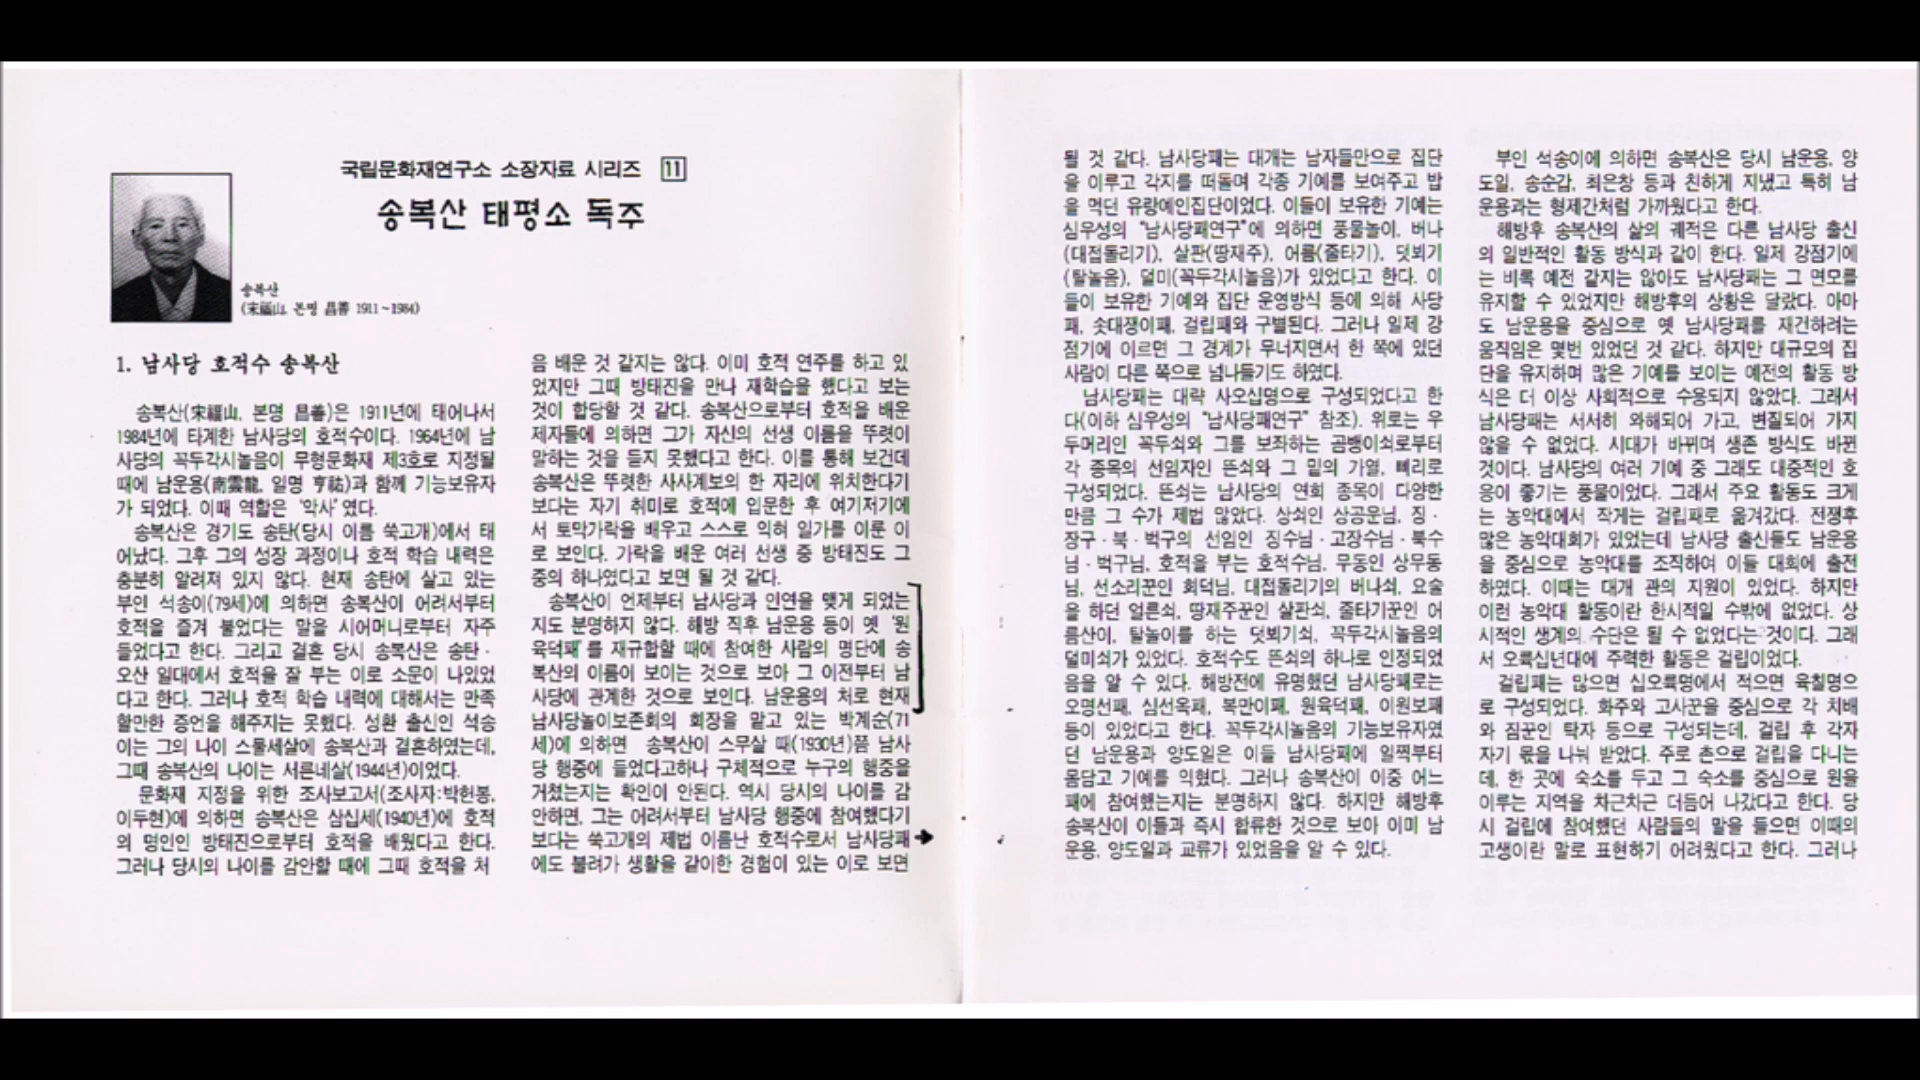 국립문화재연구소 소장자료 시리즈 11
송복산 태평소 독주
송복산
(宋福山, 본명 昌善 1911~1984)
1. 남사당 호적수 송복산
송복산(宋福山, 본명 昌善)은 1911년에 태어나서
1984년에 타계한 남사당의 호적수이다. 1964년에 남
사당의 꼭두각시놀음이 무형문화재 제3호로 지정될
때에 남운용(南雲龍, 일명 亨祐)과 함께 기능보유자
가 되었다. 이때 역할은 '악사'였다.
송복산은 경기도 송탄(당시 이름 쑥고개)에서 태
어났다. 그후 그의 성장 과정이나 호적 학습 내력은
충분히 알려져 있지 않다. 현재 송탄에 살고 있는
부인 석송이(79세)에 의하면 송복산이 어려서부터
호적을 즐겨 불었다는 말을 시어머니로부터 자주
들었다고 한다. 그리고 결혼 당시 송복산은 송탄·
오산 일대에서 호적을 잘 부는 이로 소문이 나있었
다고 한다. 그러나 호적 학습 내력에 대해서는 만족
할만한 증언을 해주지는 못했다. 성환 출신인 석송
이는 그의 나이 스물세살에 송복산과 결혼하였는데,
그때 송복산의 나이는 서른네살(1944년)이었다.
문화재 지정을 위한 조사보고서(조사자:박헌봉,
이두현)에 의하면 송복산은 삼십세(1940년)에 호적
의 명인인 방태진으로부터 호적을 배웠다고 한다.
그러나 당시의 나이를 감안할 때에 그때 호적을 처
음 배운 것 같지는 않다. 이미 호적 연주를 하고 있
었지만 그때 방태진을 만나 재학습을 했다고 보는
것이 합당할 것 같다. 송복산으로부터 호적을 배운
제자들에 의하면 그가 자신의 선생 이름을 뚜렷이
말하는 것을 듣지 못했다고 한다. 이를 통해 보건데
송복산은 뚜렷한 사사계보의 한 자리에 위치한다기
보다는 자기 취미로 호적에 입문한 후 여기저기에
서 토막가락을 배우고 스스로 익혀 일가를 이룬 이
로 보인다. 가락을 배운 여러 선생 중 방태진도 그
중의 하나였다고 보면 될 것 같다.
송복산이 언제부터 남사당과 인연을 맺게 되었는
지도 분명하지 않다. 해방 직후 남운용 등이 옛 '원
육덕패'를 재규합할 때에 참여한 사람의 명단에 송
복산의 이름이 보이는 것으로 보아 그 이전부터 남
사당에 관계한 것으로 보인다. 남운용의 처로 현재
남사당놀이보존회의 회장을 맡고 있는 박계순(71
세)에 의하면 송복산이 스무살 때(1930년)쯤 남사
당 행중에 들었다고하나 구체적으로 누구의 행중을
거쳤는지는 확인이 안된다. 역시 당시의 나이를 감
안하면, 그는 어려서부터 남사당 행중에 참여했다기
보다는 쑥고개의 제법 이름난 호적수로서 남사당패
에도 불려가 생활을 같이한 경험이 있는 이로 보면
될 것 같다. 남사당패는 대개는 남자들만으로 집단
을 이루고 각지를 떠돌며 각종 기예를 보여주고 밥
을 먹던 유랑예인집단이었다. 이들이 보유한 기예는
심우성의 "남사당패연구"에 의하면 풍물놀이, 버나
(대접돌리기), 살판(땅재주), 어름(줄타기), 덧뵈기
(탈놀음), 덜미(꼭두각시놀음)가 있었다고 한다. 이
들이 보유한 기예와 집단 운영방식 등에 의해 사당
패, 솟대쟁이패, 걸립패와 구별된다. 그러나 일제 강
점기에 이르면 그 경계가 무너지면서 한 쪽에 있던
사람이 다른 쪽으로 넘나들기도 하였다.
남사당패는 대략 사오십명으로 구성되었다고 한
다(이하 심우성의 "남사당패연구" 참조). 위로는 우
두머리인 꼭두쇠와 그를 보좌하는 곰뱅이쇠로부터
각 종목의 선임자인 뜬쇠와 그 밑의 가열, 삐리로
구성되었다. 뜬쇠는 남사당의 연희 종목이 다양한
만큼 그 수가 제법 많았다. 상쇠인 상공운님, 징·
장구·북·벅구의 선임인 징수님·고장수님·북수
님·벅구님, 호적을 부는 호적수님, 무동인 상무동
님, 선소리꾼인 회덕님, 대접돌리기의 버나쇠, 요술
을 하던 얼른쇠, 땅재주꾼인 살판쇠, 줄타기꾼인 어
름산이, 탈놀이를 하는 덧뵈기쇠, 꼭두각시놀음의
덜미쇠가 있었다. 호적수도 뜬쇠의 하나로 인정되었
음을 알 수 있다. 해방전에 유명했던 남사당패로는
오명선패, 심선옥패, 복만이패, 원육덕패, 이원보패
등이 있었다고 한다. 꼭두각시놀음의 기능보유자였
던 남운용과 양도일은 이들 남사당패에 일찍부터
몸담고 기예를 익혔다. 그러나 송복산이 이중 어느
패에 참여했는지는 분명하지 않다. 하지만 해방후
송복산이 이들과 즉시 합류한 것으로 보아 이미 남
운용, 양도일과 교류가 있었음을 알 수 있다.
부인 석송이에 의하면 송복산은 당시 남운용, 양
도일, 송순갑, 최은창 등과 친하게 지냈고 특히 남
운용과는 형제간처럼 가까웠다고 한다.
해방후 송복산의 삶의 궤적은 다른 남사당 출신
의 일반적인 활동 방식과 같이 한다. 일제 강점기에
는 비록 예전 같지는 않아도 남사당패는 그 면모를
유지할 수 있었지만 해방후의 상황은 달랐다. 아마
도 남운용을 중심으로 옛 남사당패를 재건하려는
움직임은 몇번 있었던 것 같다. 하지만 대규모의 집
단을 유지하며 많은 기예를 보이는 예전의 활동 방
식은 더 이상 사회적으로 수용되지 않았다. 그래서
남사당패는 서서히 와해되어 가고, 변질되어 가지
않을 수 없었다. 시대가 바뀌며 생존 방식도 바뀐
것이다. 남사당의 여러 기예 중 그래도 대중적인 호
응이 좋기는 풍물이었다. 그래서 주요 활동도 크게
는 농악대에서 작게는 걸립패로 옮겨갔다. 전쟁후
많은 농악대회가 있었는데 남사당 출신들도 남운용
을 중심으로 농악대를 조직하여 이들 대회에 출전
하였다. 이때는 대개 관의 지원이 있었다. 하지만
이런 농악대 활동이란 한시적일 수밖에 없었다. 상
시적인 생계의 수단은 될 수 없었다는 것이다. 그래
서 오륙십년대에 주력한 활동은 걸립이었다.
걸립패는 많으면 십오륙명에서 적으면 육칠명으
로 구성되었다. 화주와 고사꾼을 중심으로 각 치배
와 짐꾼인 탁자 등으로 구성되는데, 걸립 후 각자
자기 몫을 나눠 받았다. 주로 촌으로 걸립을 다니는
데, 한 곳에 숙소를 두고 그 숙소를 중심으로 원을
이루는 지역을 차근차근 더듬어 나갔다고 한다. 당
시 걸립에 참여했던 사람들의 말을 들으면 이때의
고생이란 말로 표현하기 어려웠다고 한다. 그러나